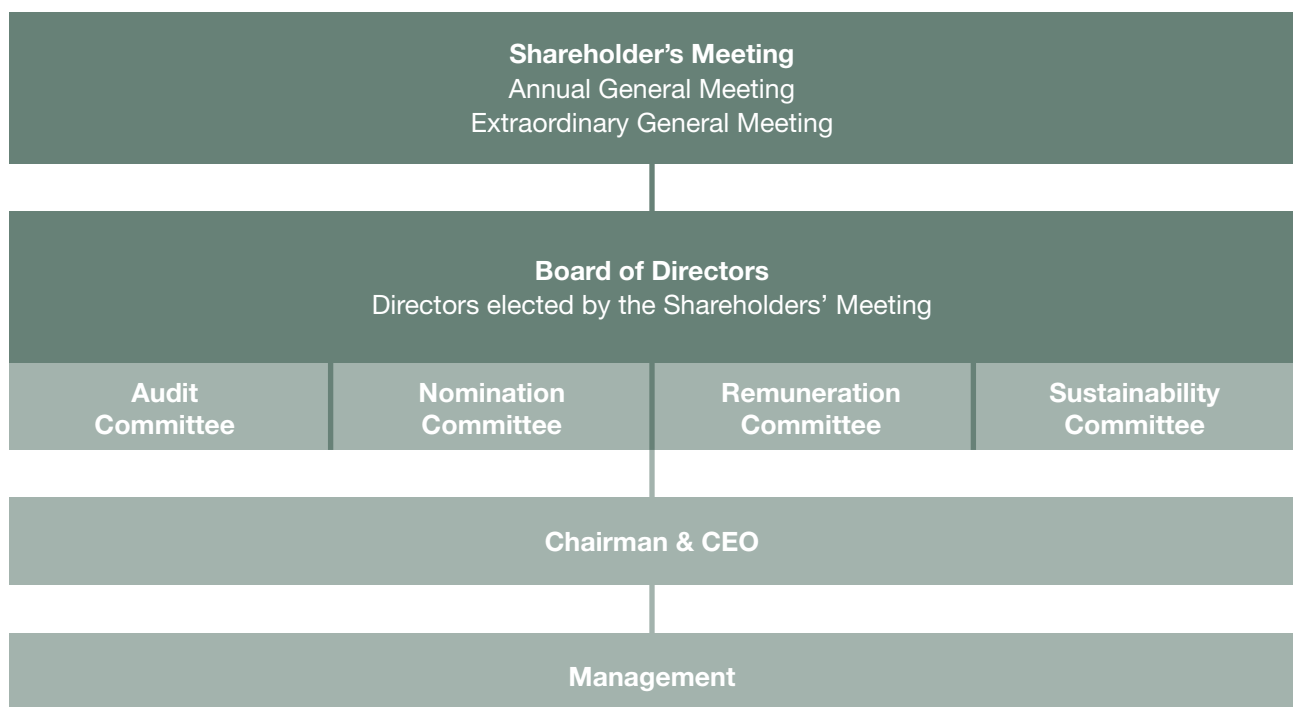 Shareholder’s Meeting
Annual General Meeting
Extraordinary General Meeting
Board of Directors
Directors elected by the Shareholders’ Meeting
Audit
Committee
Nomination
Committee
Remuneration
Committee
Sustainability
Committee
Chairman & CEO
Management